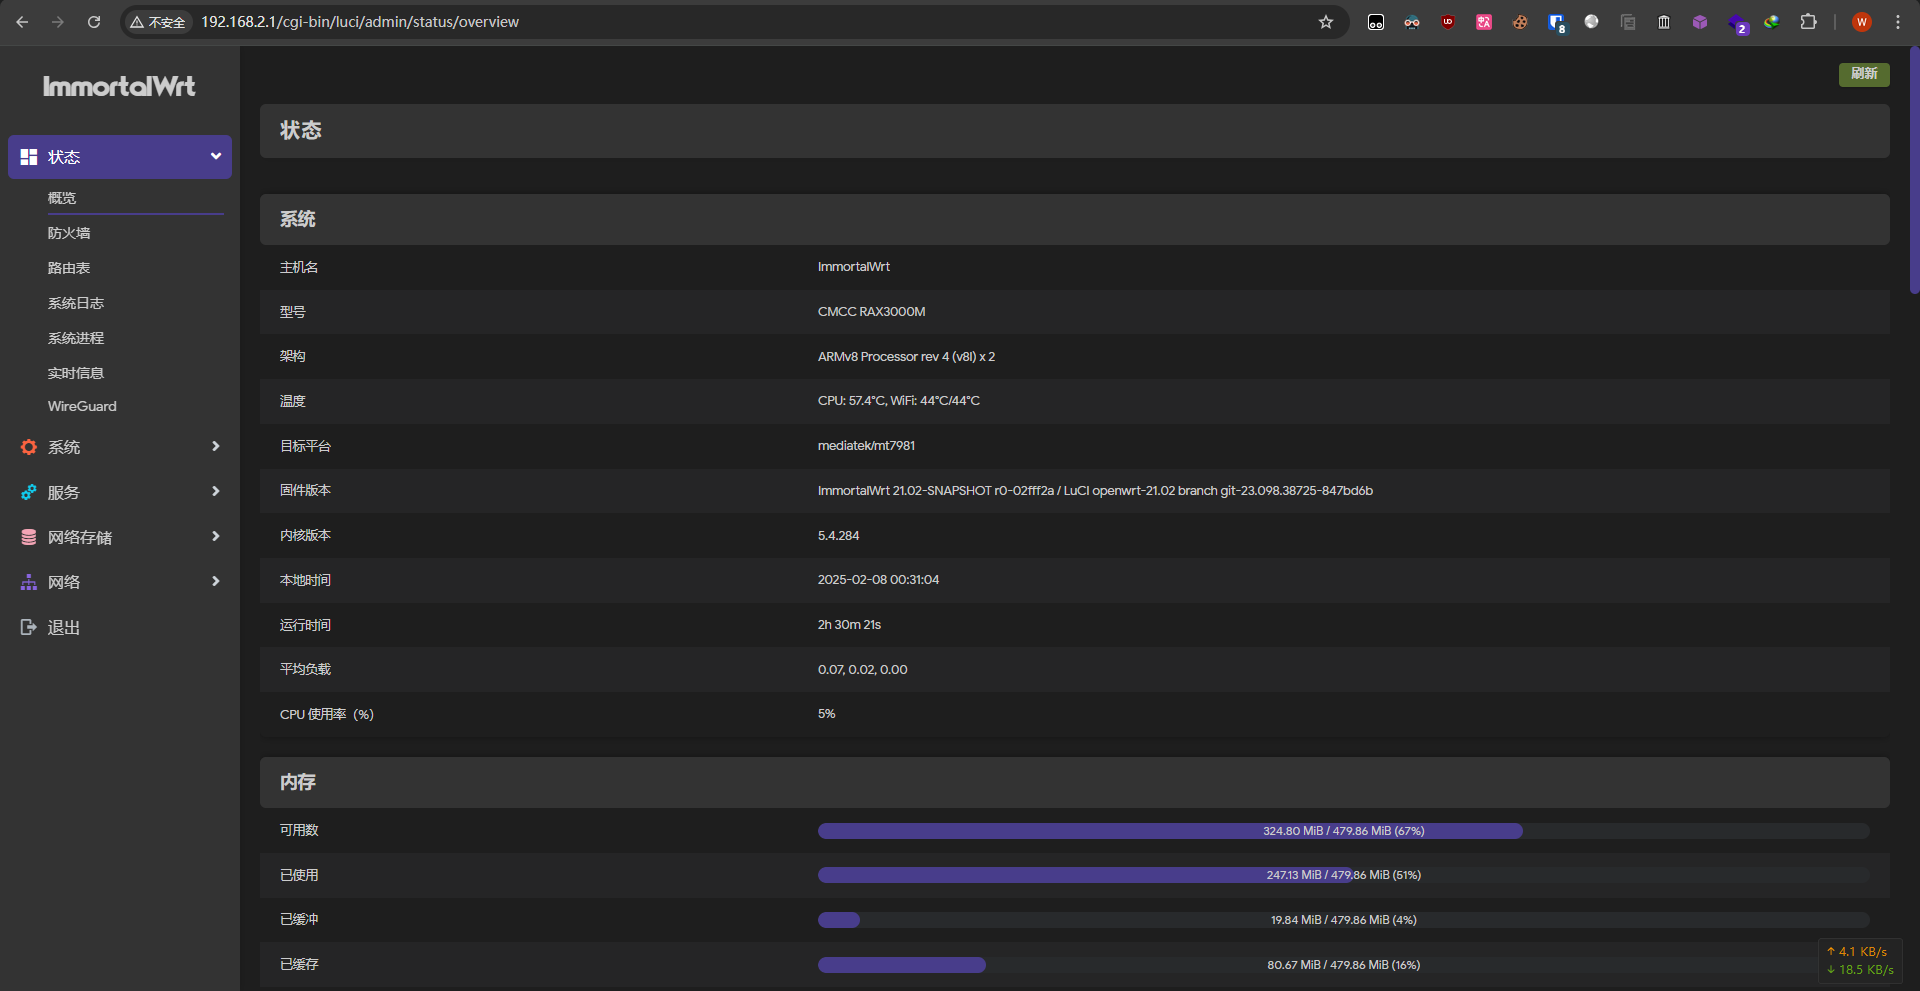 不安全
192.168.2.1/cgi-bin/luci/admin/status/overview
8
2
W
ImmortalWrt
刷新
状态
概览
防火墙
路由表
系统日志
系统进程
实时信息
WireGuard
系统
服务
网络存储
网络
退出
状态
系统
主机名 ImmortalWrt
型号 CMCC RAX3000M
架构 ARMv8 Processor rev 4 (v8l) x 2
温度 CPU: 57.4°C, WiFi: 44°C/44°C
目标平台 mediatek/mt7981
固件版本 ImmortalWrt 21.02-SNAPSHOT r0-02fff2a / LuCI openwrt-21.02 branch git-23.098.38725-847bd6b
内核版本 5.4.284
本地时间 2025-02-08 00:31:04
运行时间 2h 30m 21s
平均负载 0.07, 0.02, 0.00
CPU 使用率（%） 5%
内存
可用数 324.80 MiB / 479.86 MiB (67%)
已使用 247.13 MiB / 479.86 MiB (51%)
已缓冲 19.84 MiB / 479.86 MiB (4%)
已缓存 80.67 MiB / 479.86 MiB (16%)
↑ 4.1 KB/s
↓ 18.5 KB/s